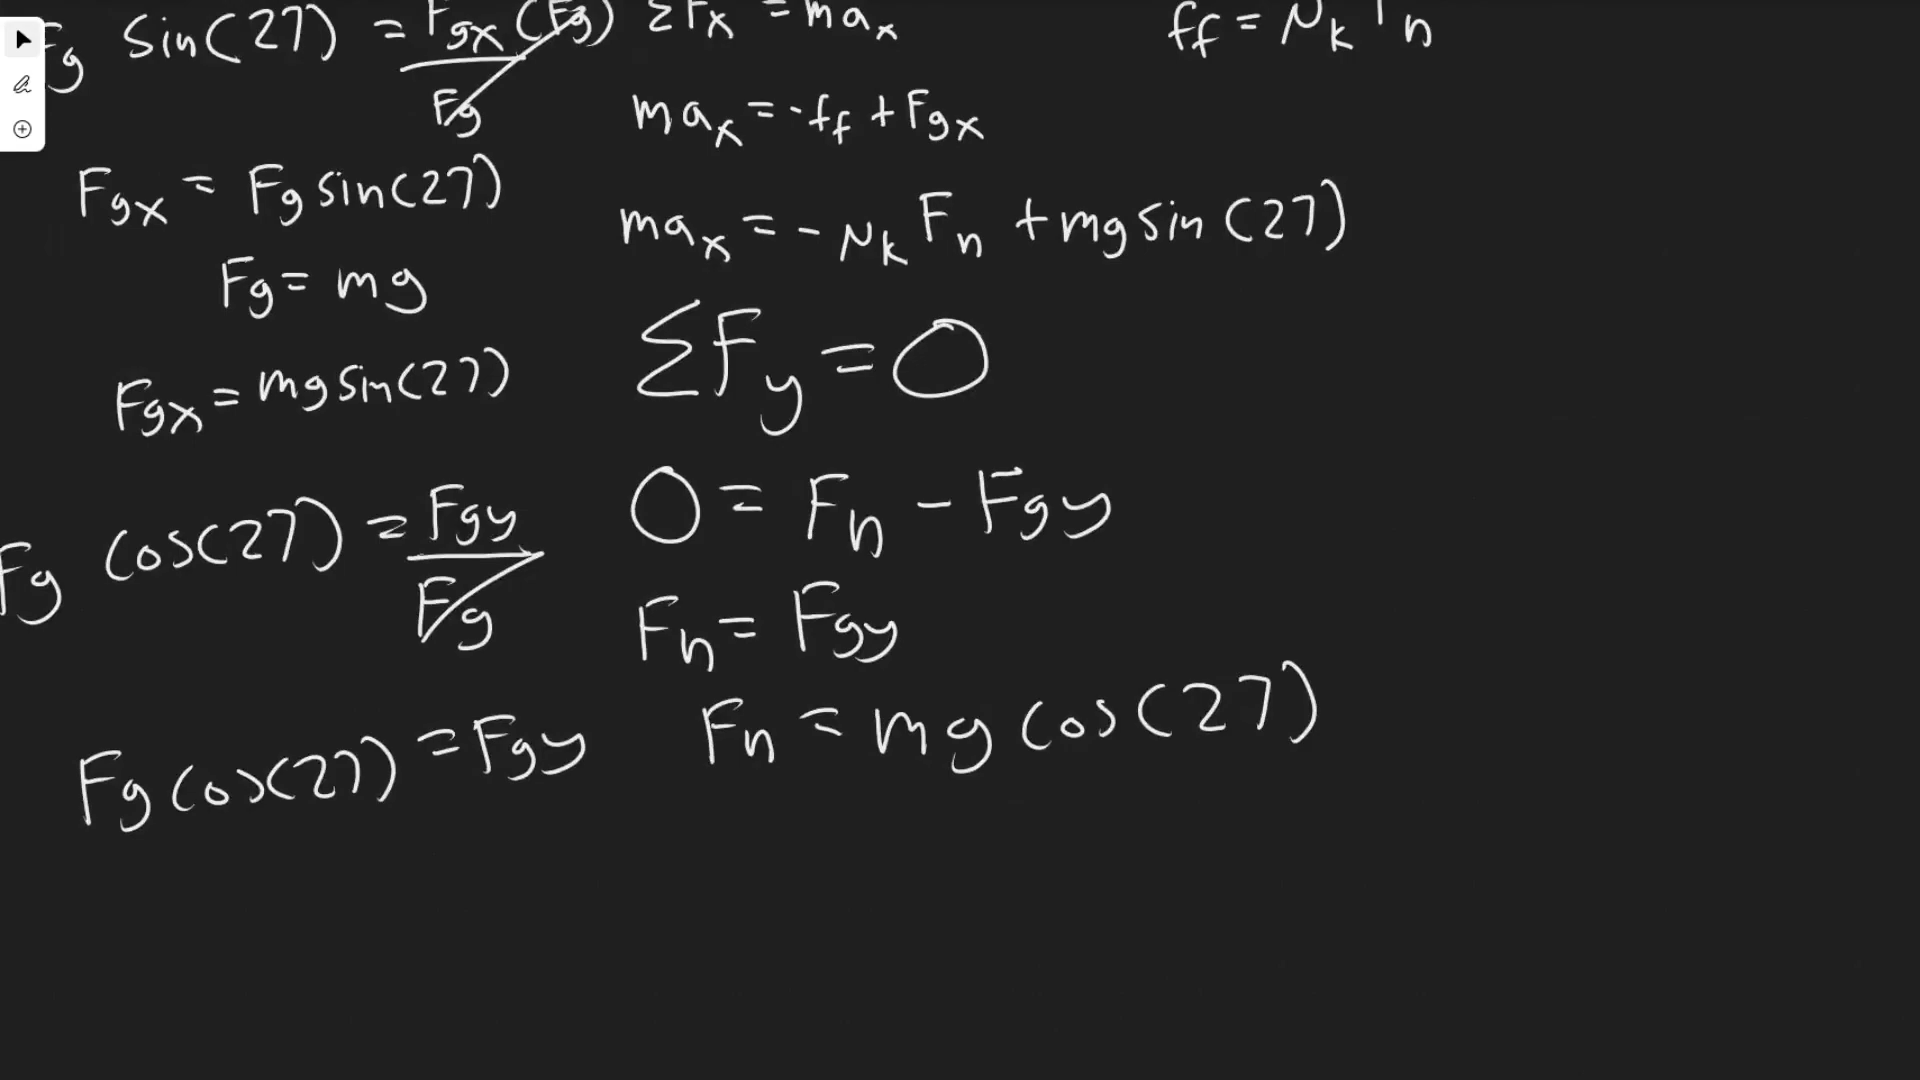 Fg sin(27) = Fgx (Fg)
Fg
Fgx = Fg sin(27)
Fg = mg
Fgx = mg sin(27)
Fg cos(27) = Fgy
Fg
Fg cos(27) = Fgy
ΣFx = max
max = -ff + Fgx
max = -μk Fn + mg sin(27)
ΣFy = 0
0 = Fn - Fgy
Fn = Fgy
Fn = mg cos(27)
ff = μk Fn